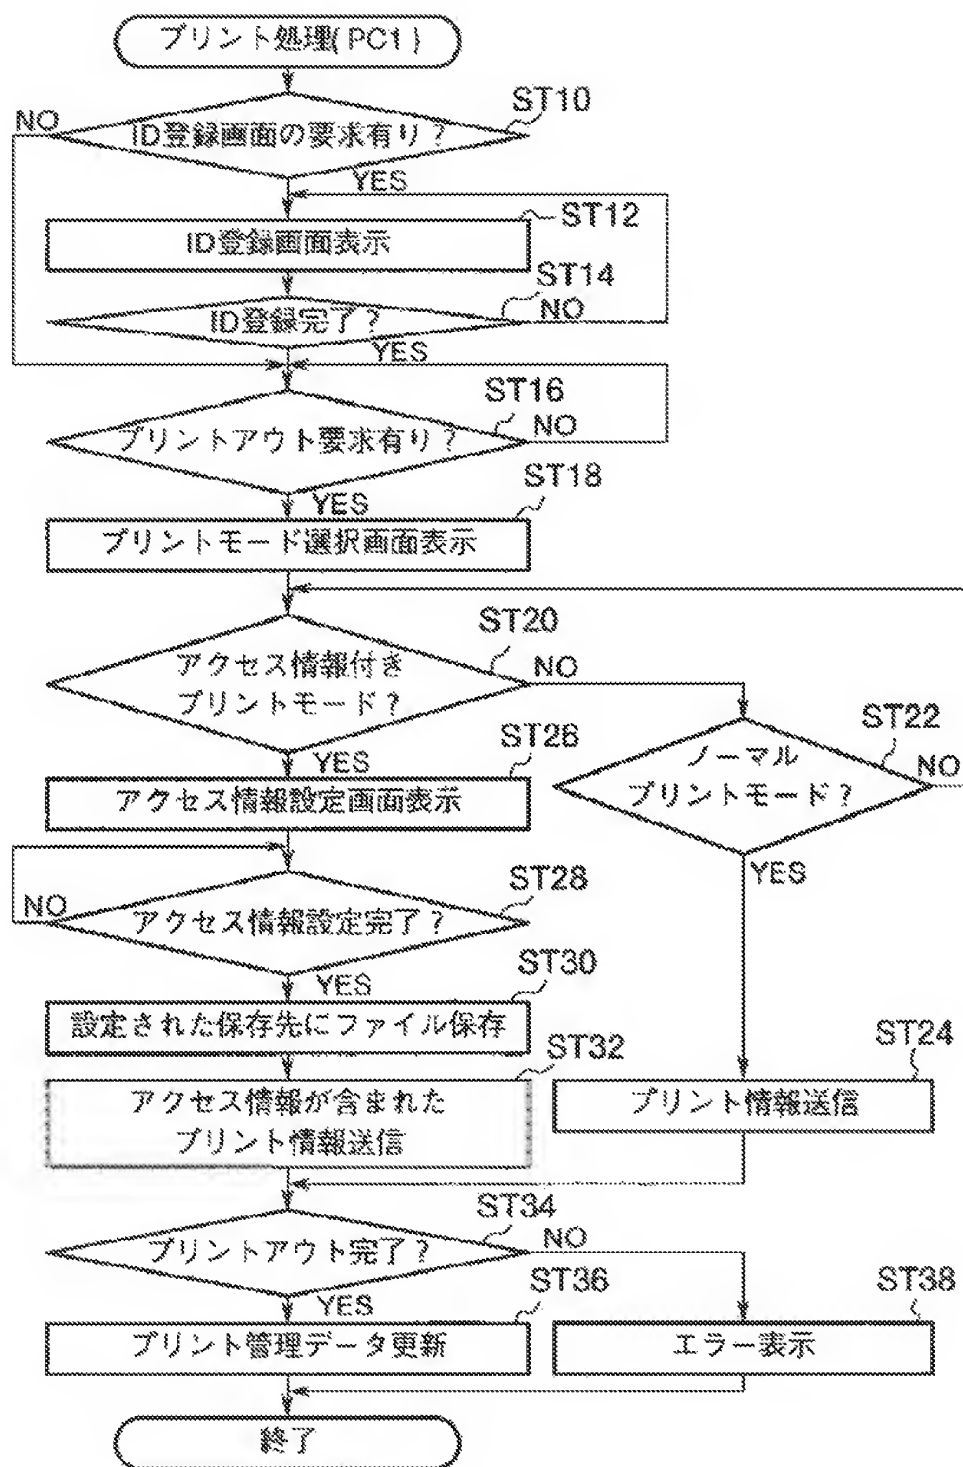 プリント処理(PC1)
ST10
NO
ID登録画面の要求有り?
YES
ST12
ID登録画面表示
ST14
ID登録完了?
NO
YES
ST16
プリントアウト要求有り?
NO
YES
ST18
プリントモード選択画面表示
ST20
アクセス情報付き
プリントモード?
NO
YES
ST22
ノーマル
プリントモード?
NO
YES
ST26
アクセス情報設定画面表示
ST28
NO
アクセス情報設定完了?
YES
ST30
設定された保存先にファイル保存
ST32
アクセス情報が含まれた
プリント情報送信
ST24
プリント情報送信
ST34
プリントアウト完了?
NO
YES
ST36
プリント管理データ更新
ST38
エラー表示
終了